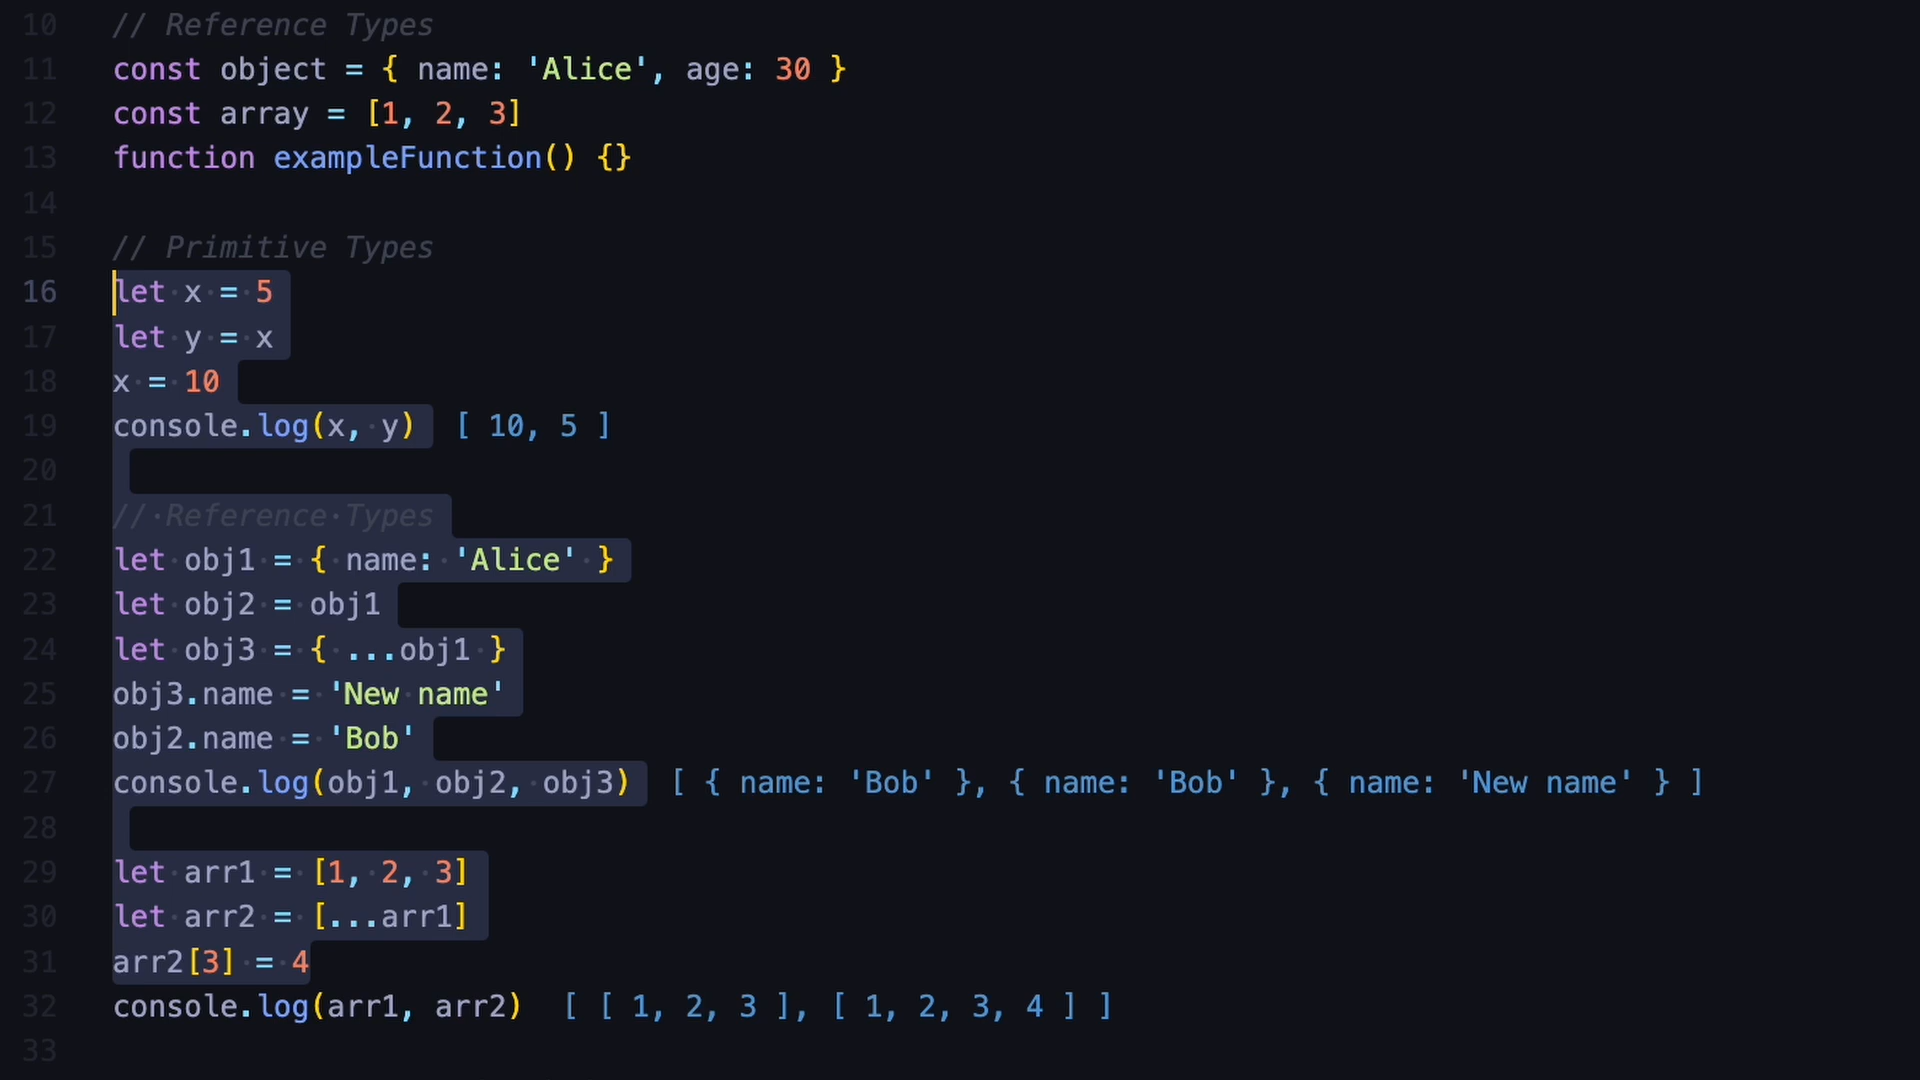 10 // Reference Types
11 const object = { name: 'Alice', age: 30 }
12 const array = [1, 2, 3]
13 function exampleFunction() {}
14
15 // Primitive Types
16 let x = 5
17 let y = x
18 x = 10
19 console.log(x, y) [ 10, 5 ]
20
21 // Reference Types
22 let obj1 = { name: 'Alice' }
23 let obj2 = obj1
24 let obj3 = { ...obj1 }
25 obj3.name = 'New name'
26 obj2.name = 'Bob'
27 console.log(obj1, obj2, obj3) [ { name: 'Bob' }, { name: 'Bob' }, { name: 'New name' } ]
28
29 let arr1 = [1, 2, 3]
30 let arr2 = [...arr1]
31 arr2[3] = 4
32 console.log(arr1, arr2) [ [ 1, 2, 3 ], [ 1, 2, 3, 4 ] ]
33